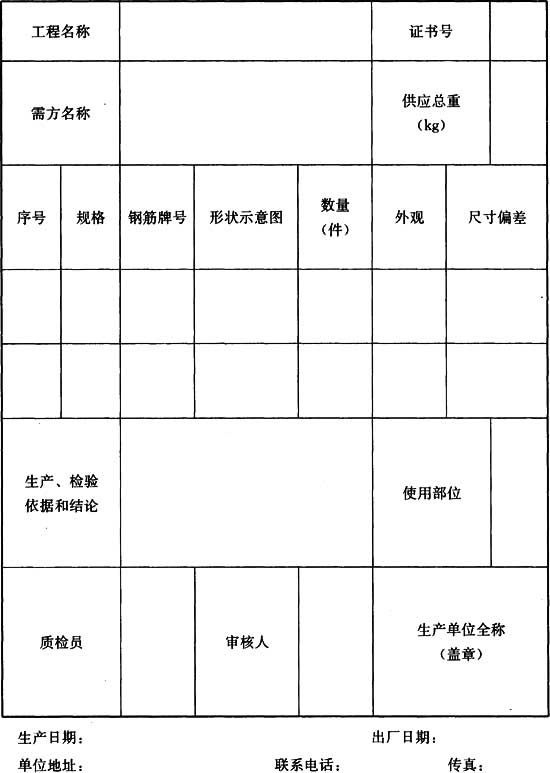 工程名称 证书号
需方名称 供应总重
（kg）
序号 规格 钢筋牌号 形状示意图 数量
（件） 外观 尺寸偏差
生产、检验
依据和结论 使用部位
质检员 审核人 生产单位全称
（盖章）
生产日期： 出厂日期：
单位地址： 联系电话： 传真：